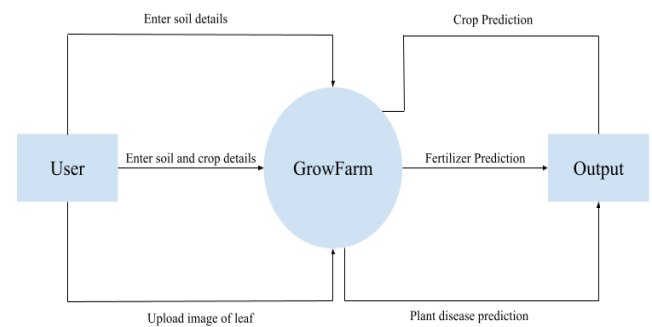 Enter soil details
Crop Prediction
User
Enter soil and crop details
GrowFarm
Fertilizer Prediction
Output
Upload image of leaf
Plant disease prediction